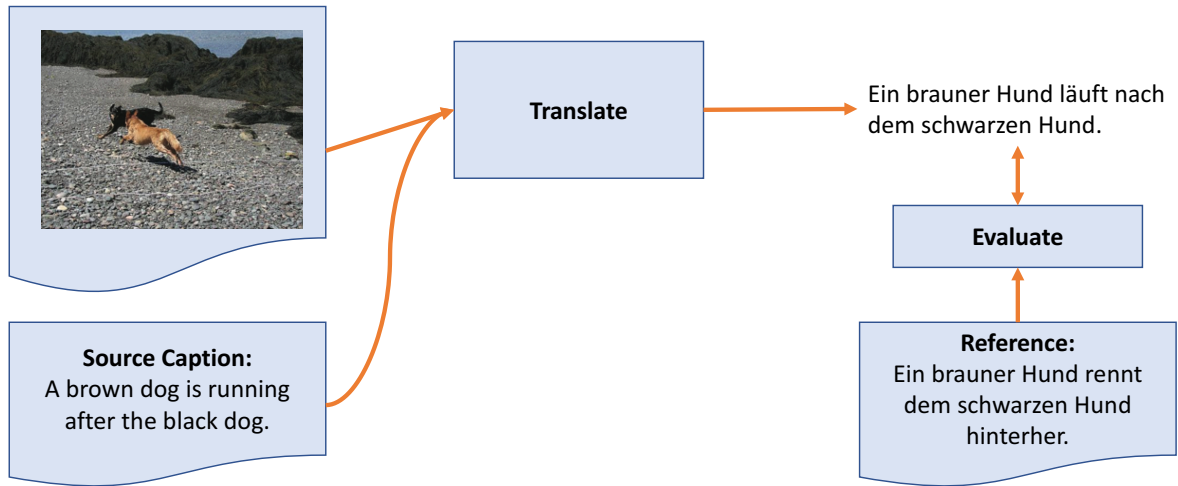 Translate
Ein brauner Hund läuft nach
dem schwarzen Hund.
Evaluate
Source Caption:
A brown dog is running
after the black dog.
Reference:
Ein brauner Hund rennt
dem schwarzen Hund
hinterher.